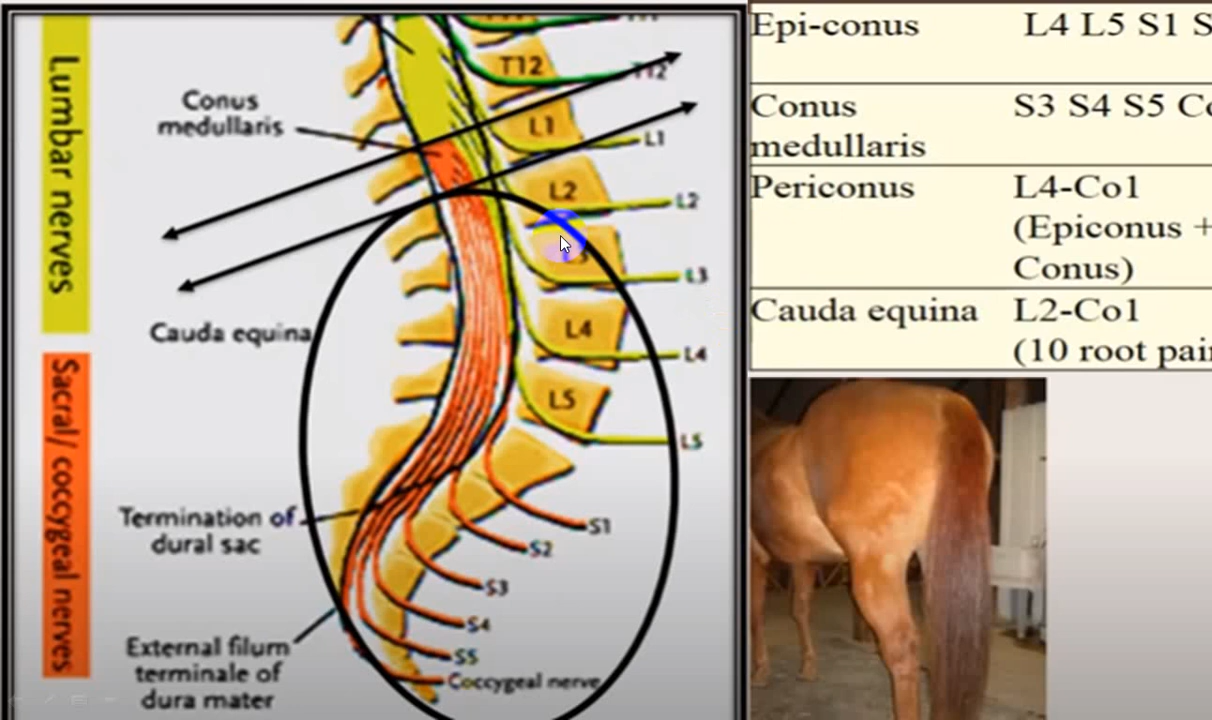 Lumbar nerves
Sacral/ coccygeal nerves
Conus
medullaris
Cauda equina
Termination of
dural sac
External filum
terminale of
dura mater
T12
L1
L2
L4
L5
T12
L1
L2
L3
L4
L5
S1
S2
S3
S4
S5
Coccygeal nerve
Epi-conus L4 L5 S1 S
Conus S3 S4 S5 Co
medullaris
Periconus L4-Co1
(Epiconus +
Conus)
Cauda equina L2-Co1
(10 root pair